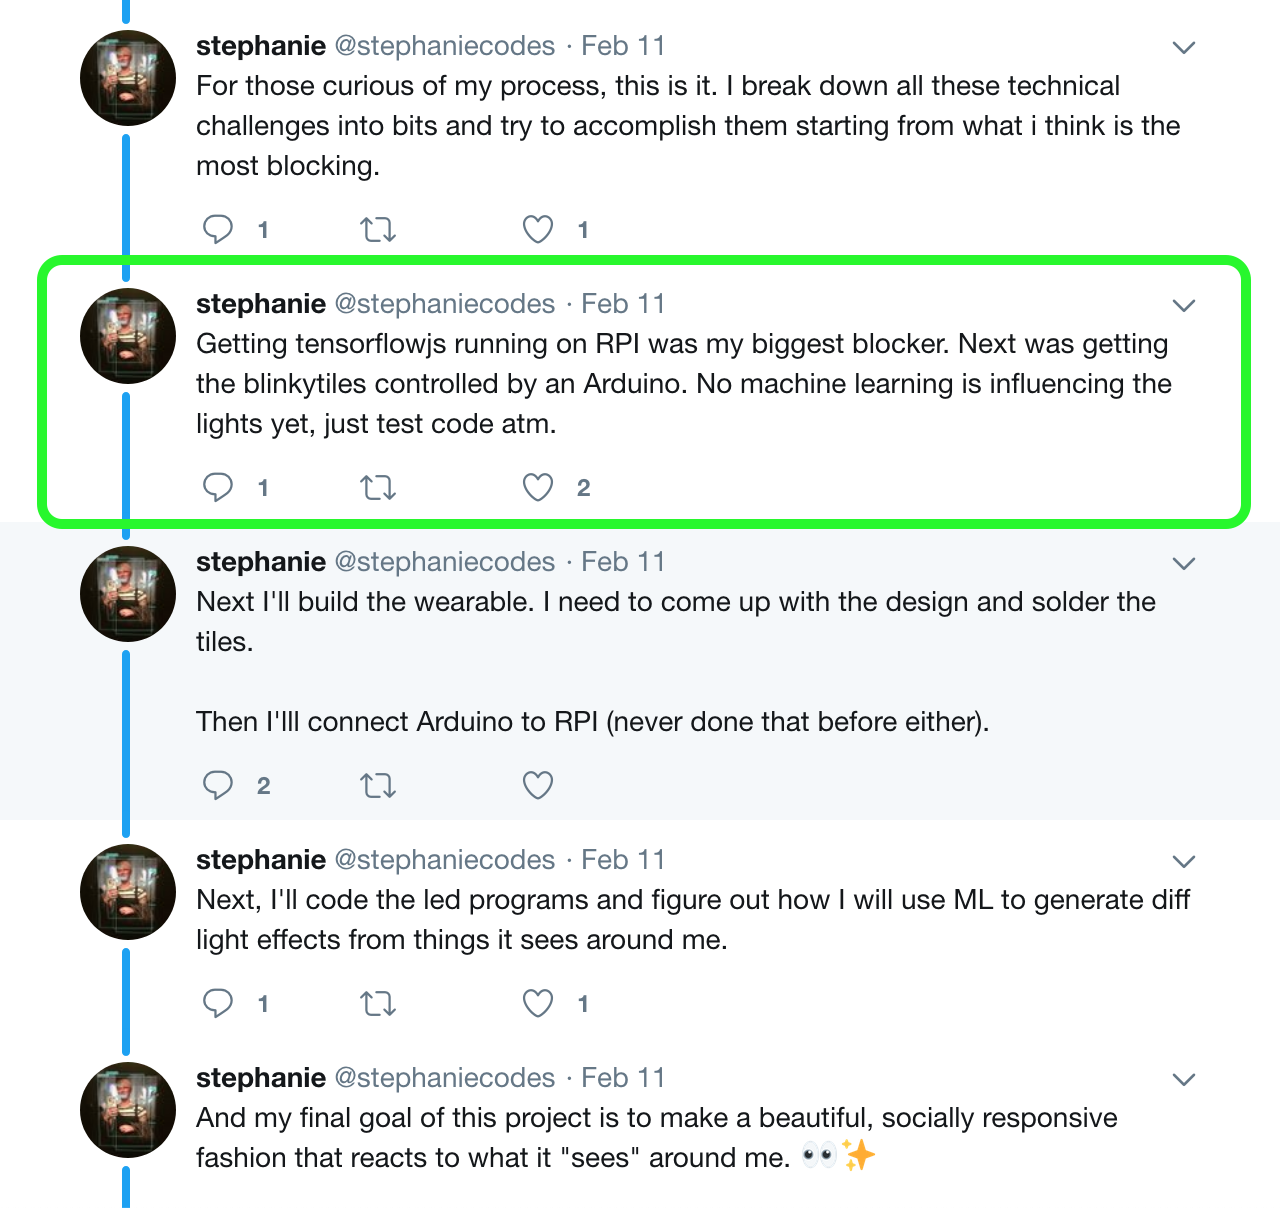 stephanie @stephaniecodes · Feb 11
For those curious of my process, this is it. I break down all these technical
challenges into bits and try to accomplish them starting from what i think is the
most blocking.
1 1
stephanie @stephaniecodes · Feb 11
Getting tensorflowjs running on RPI was my biggest blocker. Next was getting
the blinkytiles controlled by an Arduino. No machine learning is influencing the
lights yet, just test code atm.
1 2
stephanie @stephaniecodes · Feb 11
Next I'll build the wearable. I need to come up with the design and solder the
tiles.
Then I'lll connect Arduino to RPI (never done that before either).
2
stephanie @stephaniecodes · Feb 11
Next, I'll code the led programs and figure out how I will use ML to generate diff
light effects from things it sees around me.
1 1
stephanie @stephaniecodes · Feb 11
And my final goal of this project is to make a beautiful, socially responsive
fashion that reacts to what it "sees" around me. 👀✨